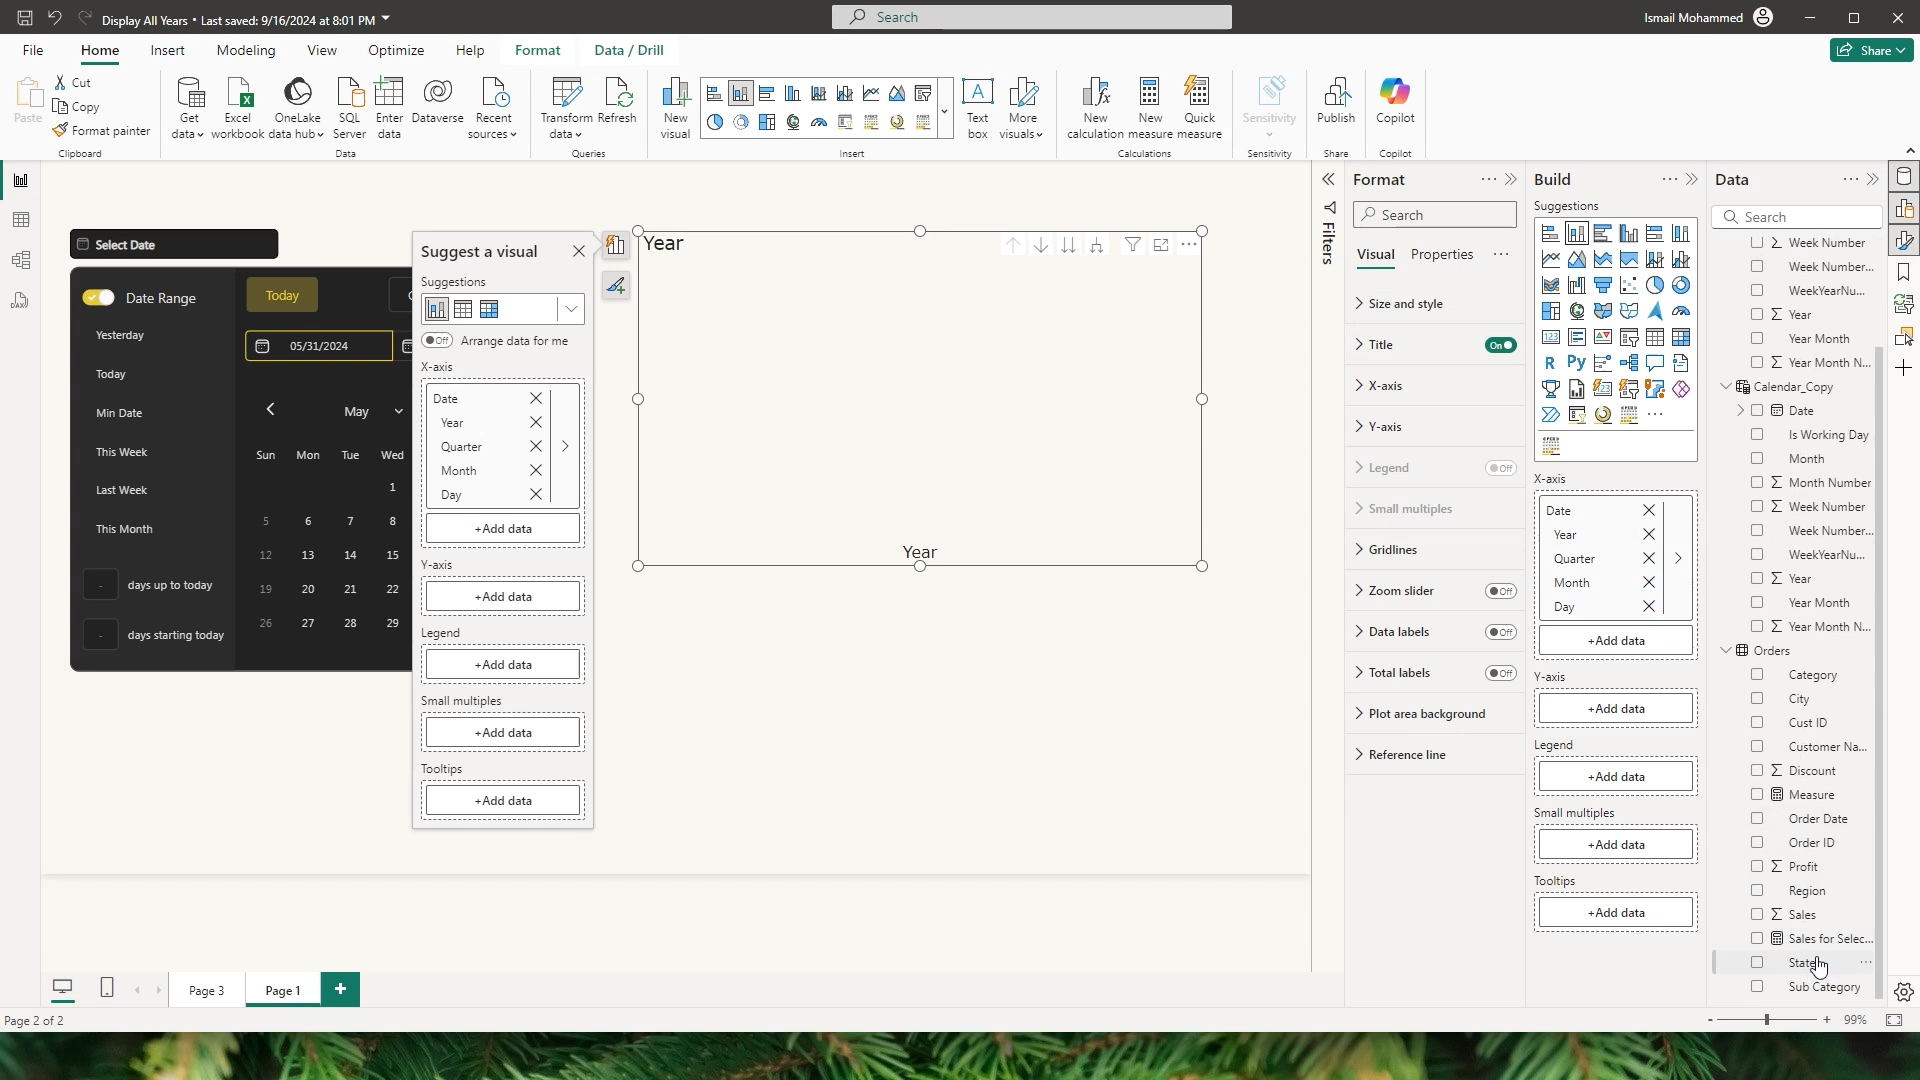 Display All Years • Last saved: 9/16/2024 at 8:01 PM
Search
Ismail Mohammed
File
Home
Insert
Modeling
View
Optimize
Help
Format
Data / Drill
Share
Paste
Cut
Copy
Format painter
Clipboard
Get data
Excel workbook
OneLake data hub
SQL Server
Enter data
Dataverse
Recent sources
Data
Transform data
Refresh
Queries
New visual
Text box
More visuals
Insert
New calculation
New measure
Quick measure
Calculations
Sensitivity
Sensitivity
Publish
Share
Copilot
Copilot
Select Date
Date Range
Yesterday
Today
Min Date
This Week
Last Week
This Month
- days up to today
- days starting today
Today
05/31/2024
May
Sun Mon Tue Wed
1
5 6 7 8
12 13 14 15
19 20 21 22
26 27 28 29
Suggest a visual
Suggestions
Off Arrange data for me
X-axis
Date
Year
Quarter
Month
Day
+Add data
Y-axis
+Add data
Legend
+Add data
Small multiples
+Add data
Tooltips
+Add data
Year
Year
Filters
Format
Search
Visual
Properties
Size and style
Title On
X-axis
Y-axis
Legend Off
Small multiples
Gridlines
Zoom slider Off
Data labels Off
Total labels Off
Plot area background
Reference line
Build
Suggestions
R Py
X-axis
Date
Year
Quarter
Month
Day
+Add data
Y-axis
+Add data
Legend
+Add data
Small multiples
+Add data
Tooltips
+Add data
Data
Search
Week Number
Week Number...
WeekYearNu...
Year
Year Month
Year Month N...
Calendar_Copy
Date
Is Working Day
Month
Month Number
Week Number
Week Number...
WeekYearNu...
Year
Year Month
Year Month N...
Orders
Category
City
Cust ID
Customer Na...
Discount
Measure
Order Date
Order ID
Profit
Region
Sales
Sales for Selec...
State
Sub Category
Page 3
Page 1
Page 2 of 2
- + 99%